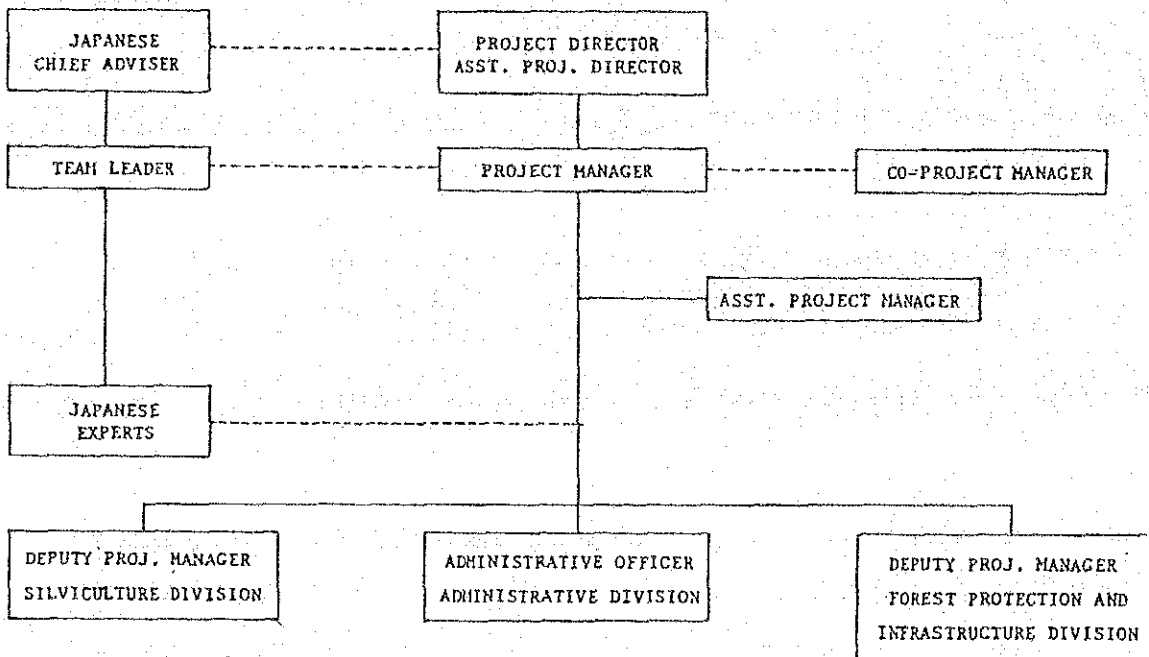 JAPANESE
CHIEF ADVISER
PROJECT DIRECTOR
ASST. PROJ. DIRECTOR
TEAM LEADER
PROJECT MANAGER
CO-PROJECT MANAGER
ASST. PROJECT MANAGER
JAPANESE
EXPERTS
DEPUTY PROJ. MANAGER
SILVICULTURE DIVISION
ADMINISTRATIVE OFFICER
ADMINISTRATIVE DIVISION
DEPUTY PROJ. MANAGER
FOREST PROTECTION AND
INFRASTRUCTURE DIVISION